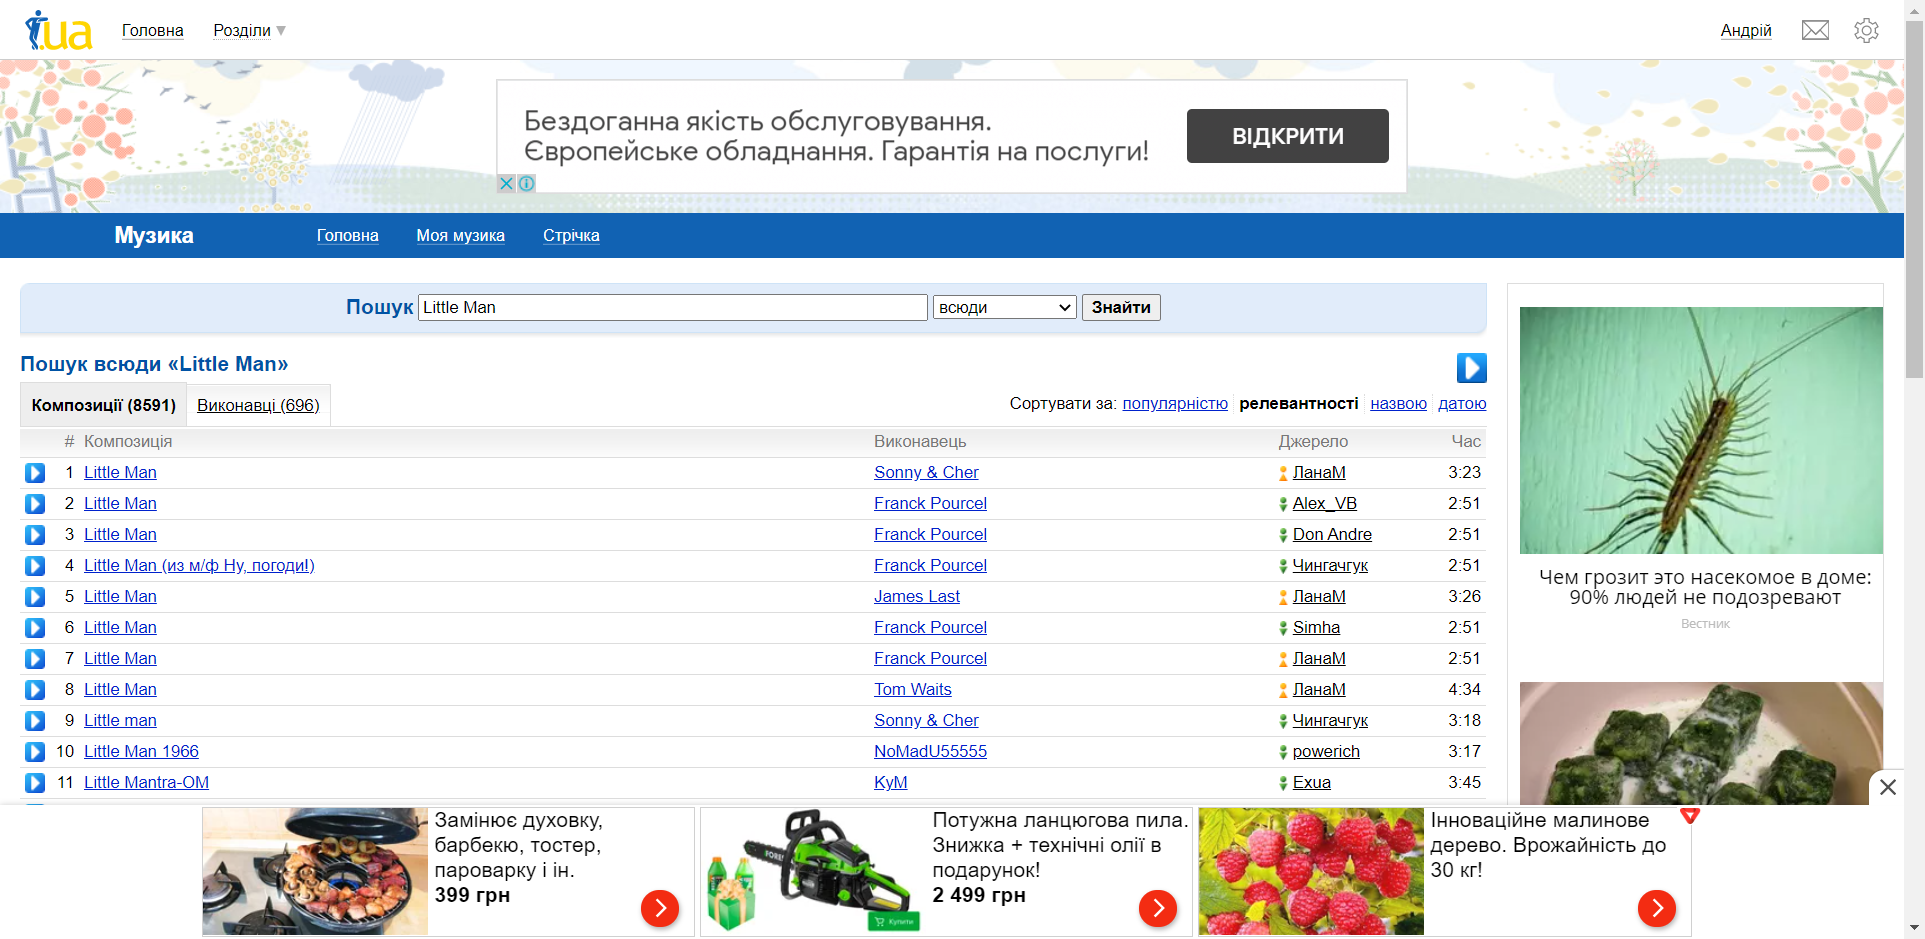 .ua
Головна
Розділи
Андрій
Бездоганна якість обслуговування.
Європейське обладнання. Гарантія на послуги!
ВІДКРИТИ
Музика
Головна
Моя музика
Стрічка
Пошук
Little Man
всюди
Знайти
Пошук всюди «Little Man»
Композиції (8591)
Виконавці (696)
Сортувати за: популярністю релевантності назвою датою
# Композиція Виконавець Джерело Час
1 Little Man Sonny & Cher ЛанаМ 3:23
2 Little Man Franck Pourcel Alex_VB 2:51
3 Little Man Franck Pourcel Don Andre 2:51
4 Little Man (из м/ф Ну, погоди!) Franck Pourcel Чингачгук 2:51
5 Little Man James Last ЛанаМ 3:26
6 Little Man Franck Pourcel Simha 2:51
7 Little Man Franck Pourcel ЛанаМ 2:51
8 Little Man Tom Waits ЛанаМ 4:34
9 Little man Sonny & Cher Чингачгук 3:18
10 Little Man 1966 NoMadU55555 powerich 3:17
11 Little Mantra-OM KyM Exua 3:45
Чем грозит это насекомое в доме:
90% людей не подозревают
Вестник
Замінює духовку,
барбекю, тостер,
пароварку і ін.
399 грн
FORES
Купити
Потужна ланцюгова пила.
Знижка + технічні олії в
подарунок!
2 499 грн
Інноваційне малинове
дерево. Врожайність до
30 кг!